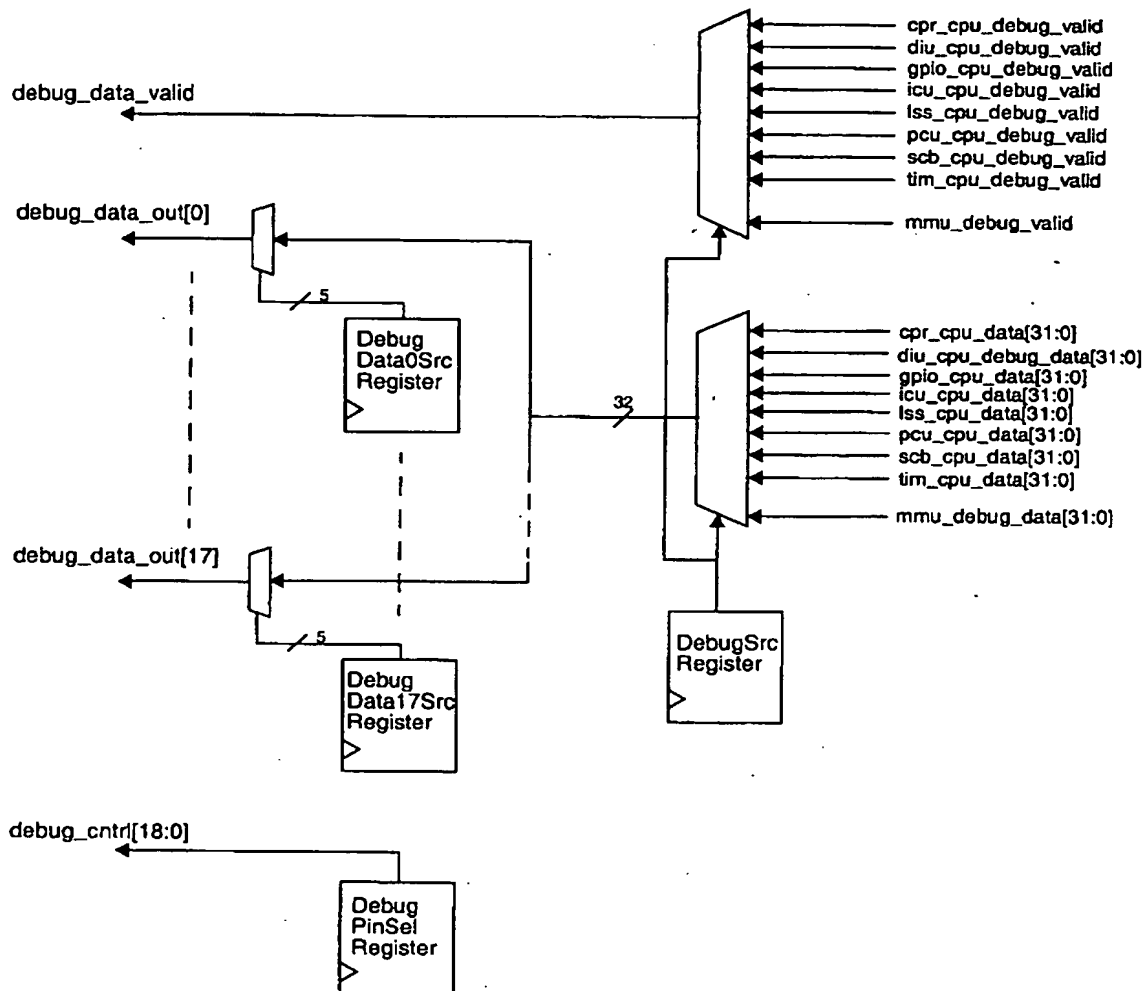 cpr_cpu_debug_valid
diu_cpu_debug_valid
gpio_cpu_debug_valid
icu_cpu_debug_valid
lss_cpu_debug_valid
pcu_cpu_debug_valid
scb_cpu_debug_valid
tim_cpu_debug_valid
mmu_debug_valid
debug_data_valid
debug_data_out[0]
5
Debug
Data0Src
Register
32
cpr_cpu_data[31:0]
diu_cpu_debug_data[31:0]
gpio_cpu_data[31:0]
icu_cpu_data[31:0]
lss_cpu_data[31:0]
pcu_cpu_data[31:0]
scb_cpu_data[31:0]
tim_cpu_data[31:0]
mmu_debug_data[31:0]
debug_data_out[17]
5
Debug
Data17Src
Register
DebugSrc
Register
debug_cntrl[18:0]
Debug
PinSel
Register